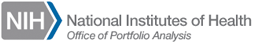 NIH National Institutes of Health
Office of Portfolio Analysis